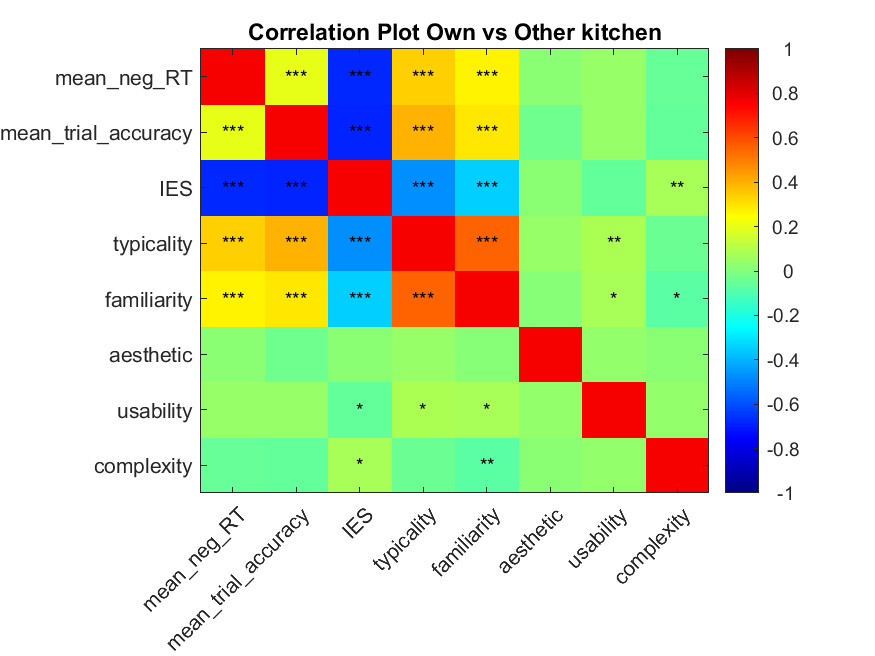 Correlation Plot Own vs Other kitchen
mean_neg_RT *** *** *** ***
mean_trial_accuracy *** *** *** ***
IES *** *** *** *** **
typicality *** *** *** *** **
familiarity *** *** *** *** * *
aesthetic
usability * * *
complexity * **
mean_neg_RT
mean_trial_accuracy
IES
typicality
familiarity
aesthetic
usability
complexity
1
0.8
0.6
0.4
0.2
0
-0.2
-0.4
-0.6
-0.8
-1